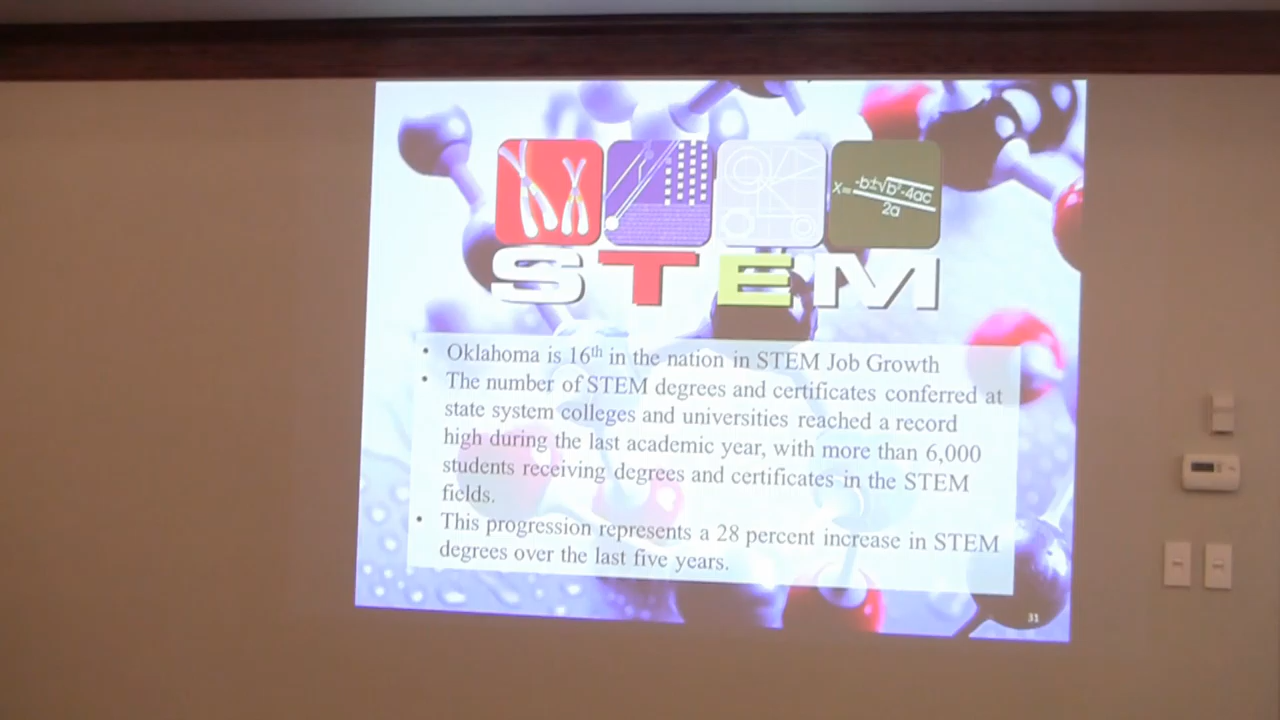 X= -b±√b²-4ac
2a
STEM
• Oklahoma is 16th in the nation in STEM Job Growth
• The number of STEM degrees and certificates conferred at
state system colleges and universities reached a record
high during the last academic year, with more than 6,000
students receiving degrees and certificates in the STEM
fields.
• This progression represents a 28 percent increase in STEM
degrees over the last five years.
31